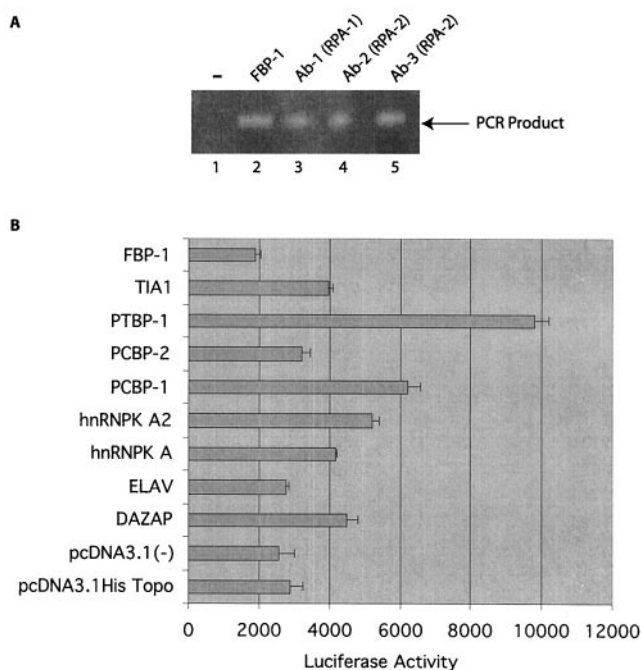 A
–
FBP-1
Ab-1 (RPA-1)
Ab-2 (RPA-2)
Ab-3 (RPA-2)
PCR Product
1 2 3 4 5
B
FBP-1
TIA1
PTBP-1
PCBP-2
PCBP-1
hnRNPK A2
hnRNPK A
ELAV
DAZAP
pcDNA3.1(-)
pcDNA3.1His Topo
0 2000 4000 6000 8000 10000 12000
Luciferase Activity